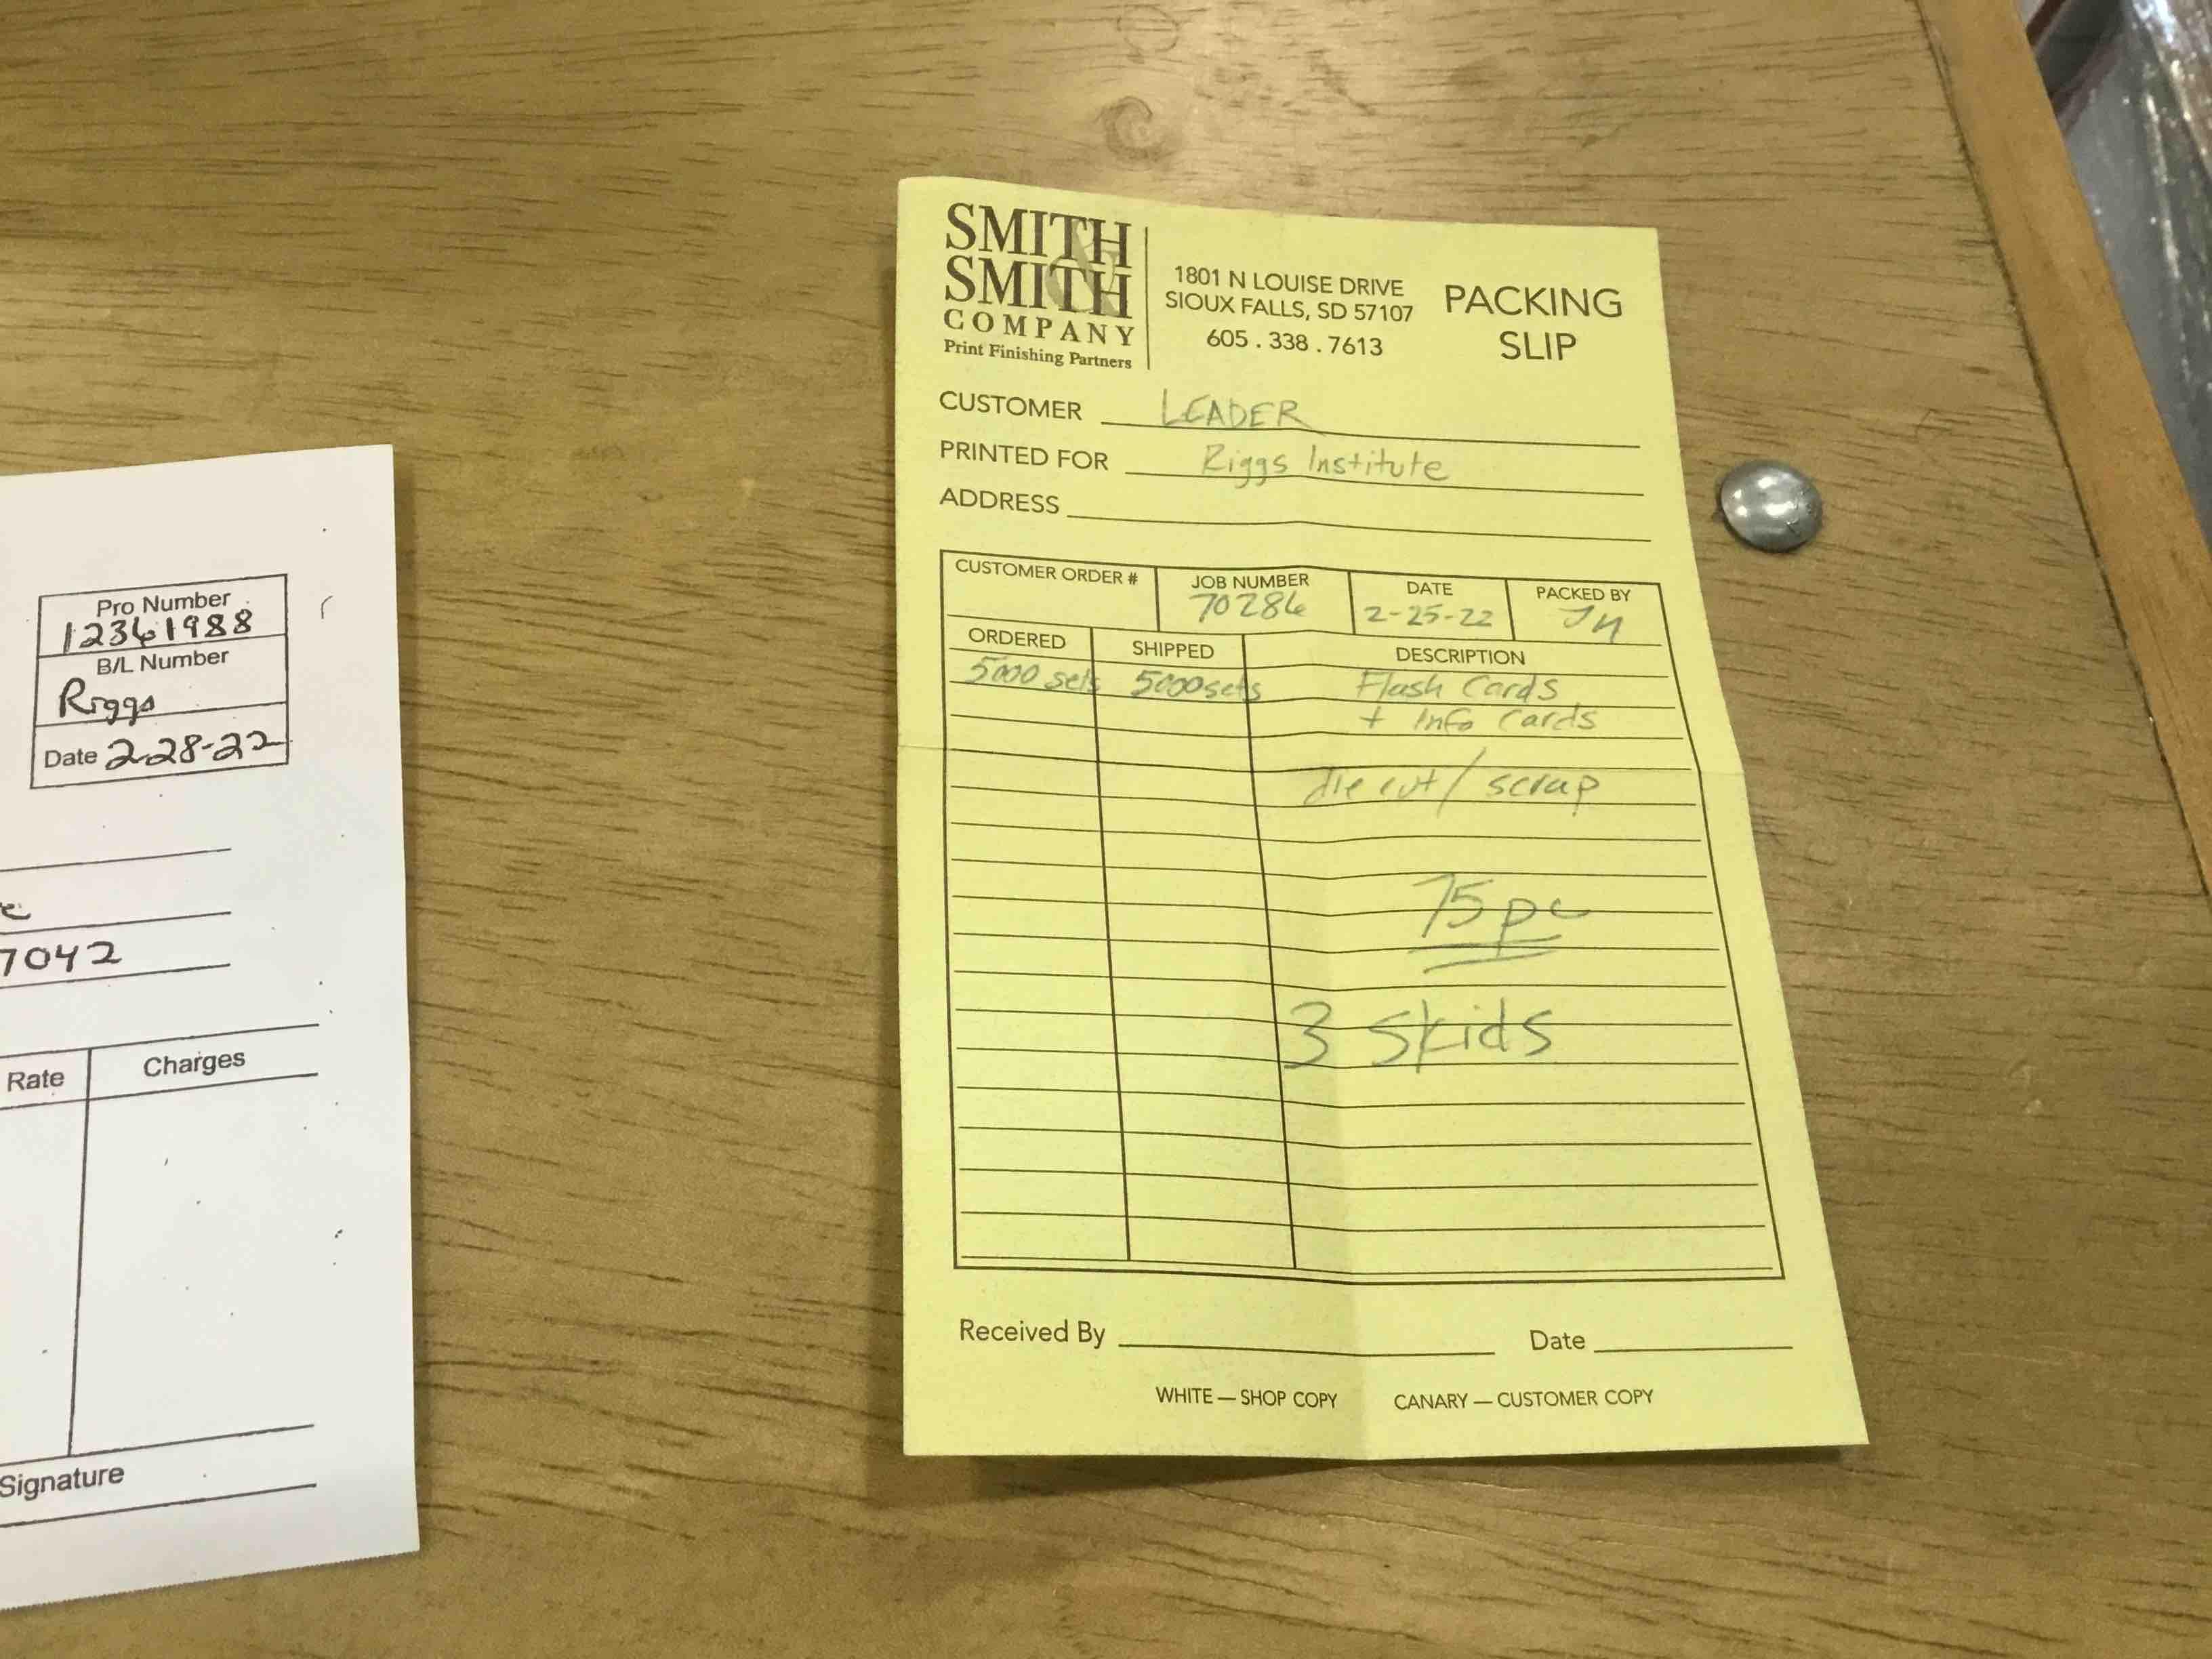 Pro Number
12361988
B/L Number
Riggs
Date 2-28-22
7042
Rate Charges
Signature
SMITH & SMITH
COMPANY
Print Finishing Partners
1801 N LOUISE DRIVE
SIOUX FALLS, SD 57107
605 . 338 . 7613
PACKING
SLIP
CUSTOMER LEADER
PRINTED FOR Riggs Institute
ADDRESS
CUSTOMER ORDER # JOB NUMBER DATE PACKED BY
70286 2-25-22
ORDERED SHIPPED DESCRIPTION
5000 sets 5000 sets Flash Cards
+ Info Cards
die cut / scrap
75 pc
3 skids
Received By Date
WHITE — SHOP COPY CANARY — CUSTOMER COPY